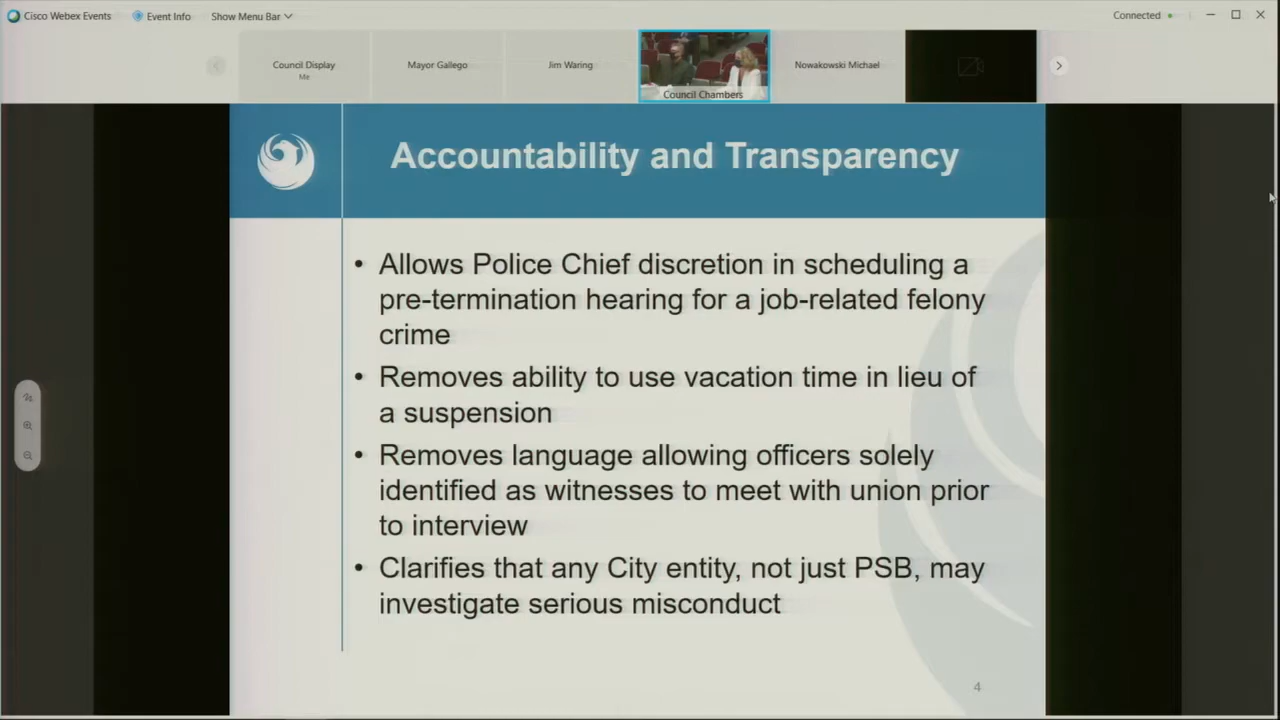 Cisco Webex Events
Event Info
Show Menu Bar
Connected
Council Display
Me
Mayor Gallego
Jim Waring
Council Chambers
Nowakowski Michael
Accountability and Transparency
• Allows Police Chief discretion in scheduling a
pre-termination hearing for a job-related felony
crime
• Removes ability to use vacation time in lieu of
a suspension
• Removes language allowing officers solely
identified as witnesses to meet with union prior
to interview
• Clarifies that any City entity, not just PSB, may
investigate serious misconduct
4